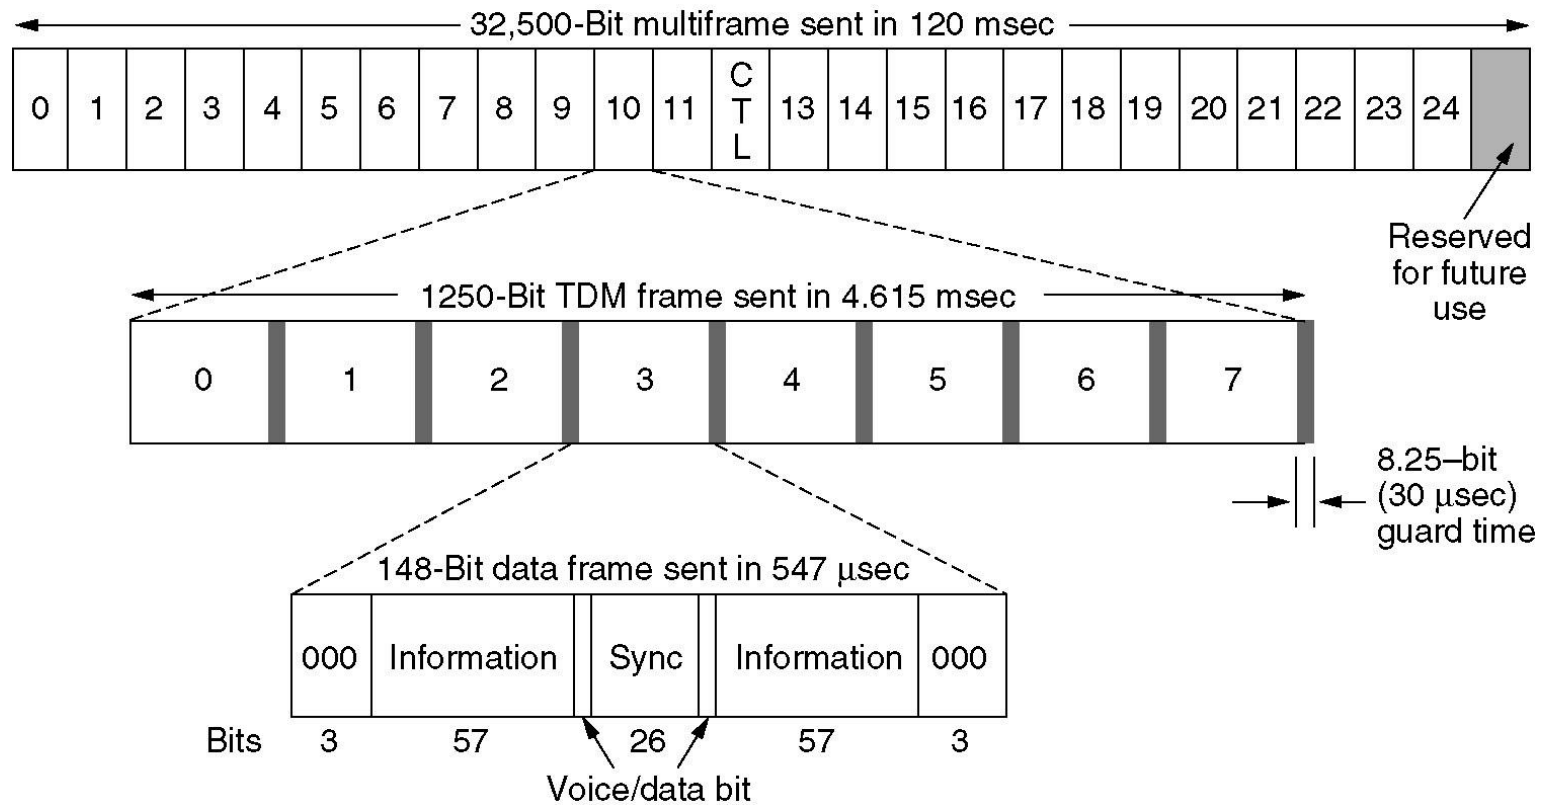 32,500-Bit multiframe sent in 120 msec
0 1 2 3 4 5 6 7 8 9 10 11 CTL 13 14 15 16 17 18 19 20 21 22 23 24
Reserved
for future
use
1250-Bit TDM frame sent in 4.615 msec
0 1 2 3 4 5 6 7
8.25–bit
(30 μsec)
guard time
148-Bit data frame sent in 547 μsec
000 Information Sync Information 000
Bits 3 57 26 57 3
Voice/data bit